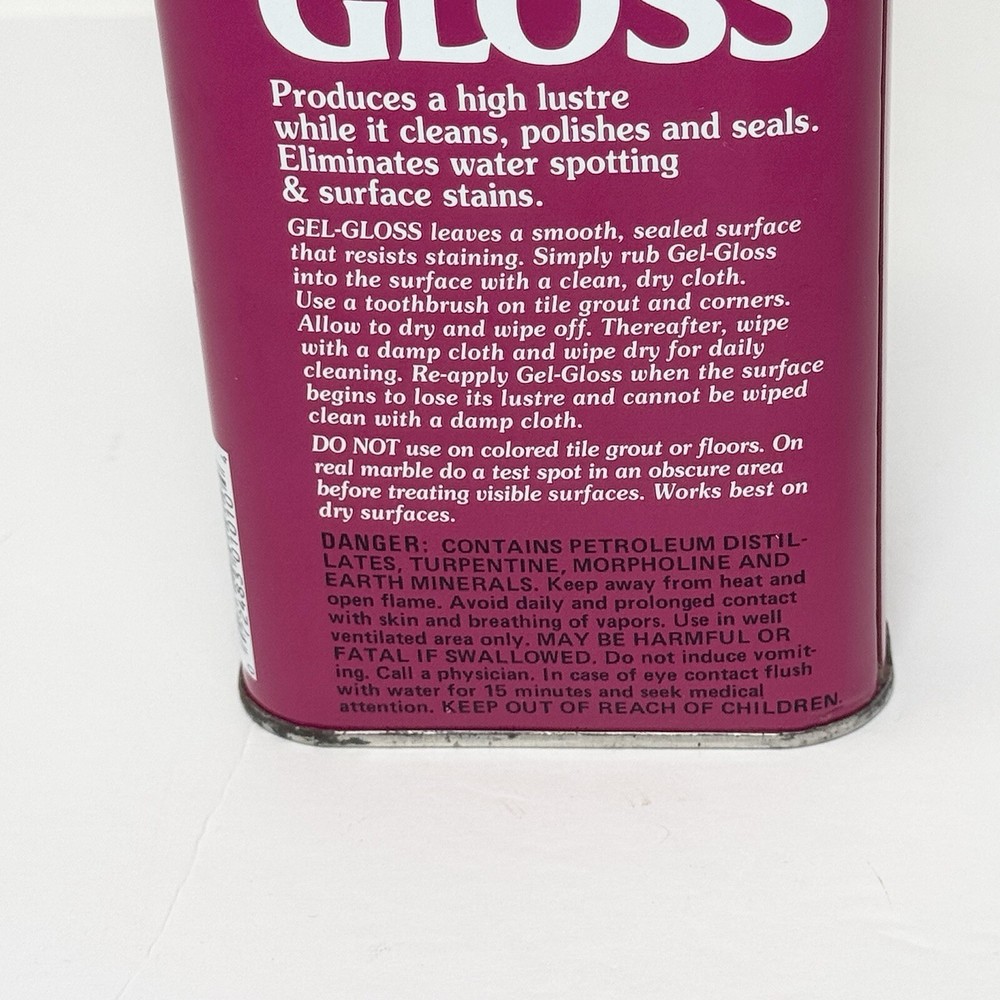 GLOSS
Produces a high lustre
while it cleans, polishes and seals.
Eliminates water spotting
& surface stains.
GEL-GLOSS leaves a smooth, sealed surface
that resists staining. Simply rub Gel-Gloss
into the surface with a clean, dry cloth.
Use a toothbrush on tile grout and corners.
Allow to dry and wipe off. Thereafter, wipe
with a damp cloth and wipe dry for daily
cleaning. Re-apply Gel-Gloss when the surface
begins to lose its lustre and cannot be wiped
clean with a damp cloth.
DO NOT use on colored tile grout or floors. On
real marble do a test spot in an obscure area
before treating visible surfaces. Works best on
dry surfaces.
DANGER: CONTAINS PETROLEUM DISTIL-
LATES, TURPENTINE, MORPHOLINE AND
EARTH MINERALS. Keep away from heat and
open flame. Avoid daily and prolonged contact
with skin and breathing of vapors. Use in well
ventilated area only. MAY BE HARMFUL OR
FATAL IF SWALLOWED. Do not induce vomit-
ing. Call a physician. In case of eye contact flush
with water for 15 minutes and seek medical
attention. KEEP OUT OF REACH OF CHILDREN.